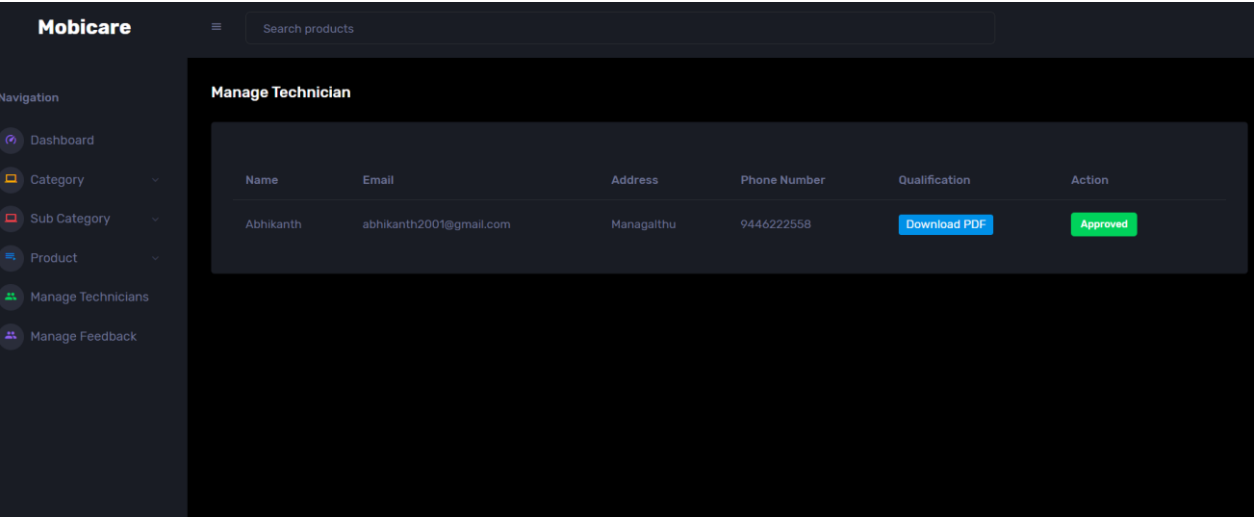 Mobicare
Search products
Navigation
Dashboard
Category
Sub Category
Product
Manage Technicians
Manage Feedback
Manage Technician
Name Email Address Phone Number Qualification Action
Abhikanth abhikanth2001@gmail.com Managalthu 9446222558 Download PDF Approved